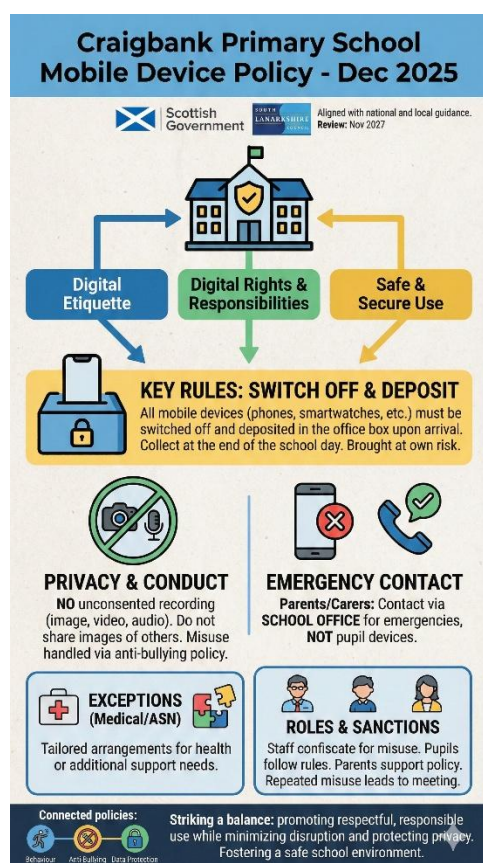 Craigbank Primary School
Mobile Device Policy - Dec 2025
Scottish
Government
SOUTH
LANARKSHIRE
COUNCIL
Aligned with national and local guidance.
Review: Nov 2027
Digital
Etiquette
Digital Rights &
Responsibilities
Safe &
Secure Use
KEY RULES: SWITCH OFF & DEPOSIT
All mobile devices (phones, smartwatches, etc.) must be
switched off and deposited in the office box upon arrival.
Collect at the end of the school day. Brought at own risk.
PRIVACY & CONDUCT
NO unconsented recording
(image, video, audio). Do not
share images of others. Misuse
handled via anti-bullying policy.
EMERGENCY CONTACT
Parents/Carers: Contact via
SCHOOL OFFICE for emergencies,
NOT pupil devices.
EXCEPTIONS
(Medical/ASN)
Tailored arrangements for health
or additional support needs.
ROLES & SANCTIONS
Staff confiscate for misuse. Pupils
follow rules. Parents support policy.
Repeated misuse leads to meeting.
Connected policies:
Behaviour
Anti Bullying
Data Protection
Striking a balance: promoting respectful, responsible
use while minimizing disruption and protecting privacy.
Fostering a safe school environment.